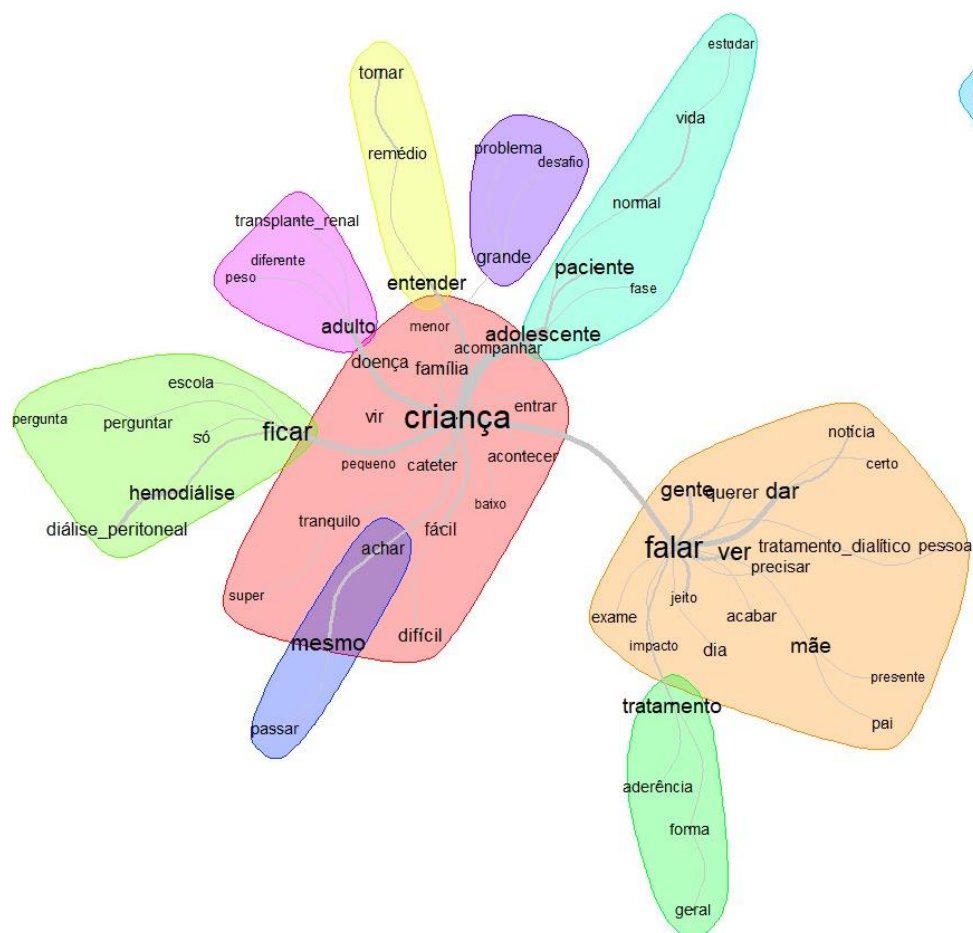 estudar
tomar
vida
problema
remédio
desafio
normal
transplante_renal
grande
diferente
paciente
peso
entender
fase
adulto
menor
adolescente
acompanhar
doença
família
escola
criança
entrar
pergunta
perguntar
vir
só
ficar
notícia
pequeno
cateter
acontecer
certo
hemodiálise
gente
querer
dar
baixo
diálise_peritoneal
tranquilo
fácil
achar
falar
ver
tratamento_dialítico
pessoa
precisar
super
jeito
exame
acabar
difícil
mesmo
impacto
dia
mãe
presente
tratamento
pai
passar
aderência
forma
geral